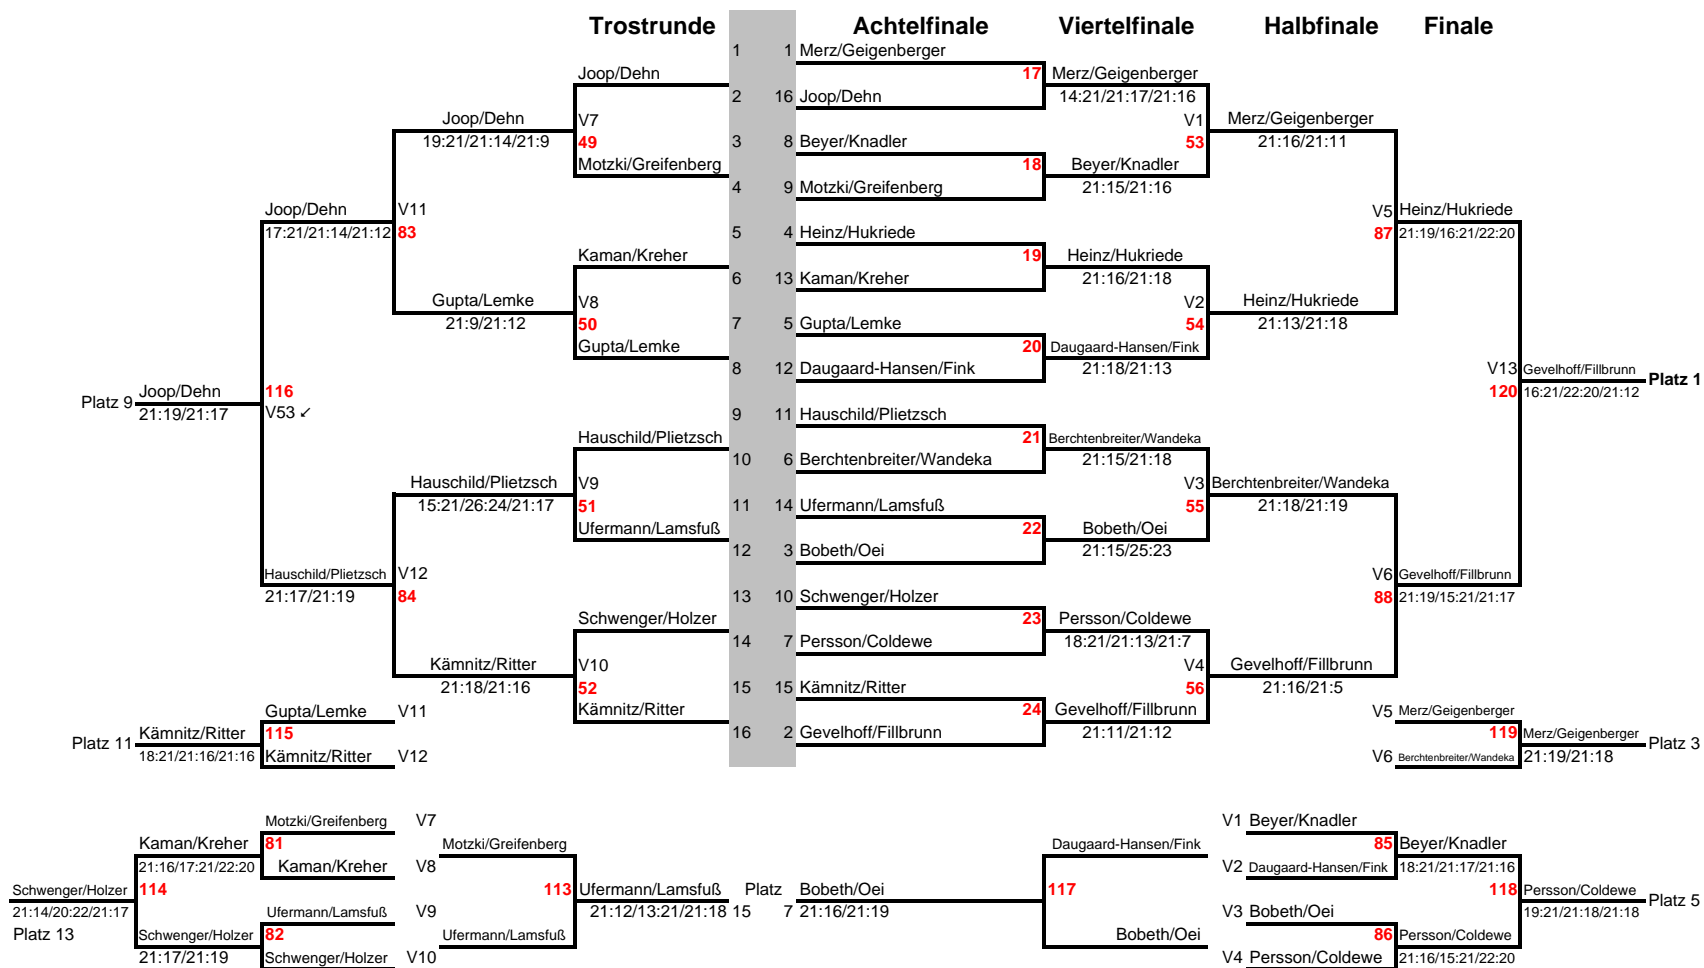 Trostrunde Achtelfinale Viertelfinale Halbfinale Finale
1 1 Merz/Geigenberger
Joop/Dehn 17 Merz/Geigenberger
2 16 Joop/Dehn 14:21/21:17/21:16
Joop/Dehn V7 V1 Merz/Geigenberger
19:21/21:14/21:9 49 3 8 Beyer/Knadler 53 21:16/21:11
Motzki/Greifenberg 18 Beyer/Knadler
4 9 Motzki/Greifenberg 21:15/21:16
Joop/Dehn V11 V5 Heinz/Hukriede
17:21/21:14/21:12 83 5 4 Heinz/Hukriede 87 21:19/16:21/22:20
Kaman/Kreher 19 Heinz/Hukriede
6 13 Kaman/Kreher 21:16/21:18
Gupta/Lemke V8 V2 Heinz/Hukriede
21:9/21:12 50 7 5 Gupta/Lemke 54 21:13/21:18
Gupta/Lemke 20 Daugaard-Hansen/Fink
8 12 Daugaard-Hansen/Fink 21:18/21:13
V13 Gevelhoff/Fillbrunn
Platz 1
Joop/Dehn 116 120 16:21/22:20/21:12
Platz 9
21:19/21:17 V53 ↙ 9 11 Hauschild/Plietzsch
Hauschild/Plietzsch 21 Berchtenbreiter/Wandeka
10 6 Berchtenbreiter/Wandeka 21:15/21:18
Hauschild/Plietzsch V9 V3 Berchtenbreiter/Wandeka
15:21/26:24/21:17 51 11 14 Ufermann/Lamsfuß 55 21:18/21:19
Ufermann/Lamsfuß 22 Bobeth/Oei
12 3 Bobeth/Oei 21:15/25:23
Hauschild/Plietzsch V12 V6 Gevelhoff/Fillbrunn
21:17/21:19 84 13 10 Schwenger/Holzer 88 21:19/15:21/21:17
Schwenger/Holzer 23 Persson/Coldewe
14 7 Persson/Coldewe 18:21/21:13/21:7
Kämnitz/Ritter V10 V4 Gevelhoff/Fillbrunn
21:18/21:16 52 15 15 Kämnitz/Ritter 56 21:16/21:5
Gupta/Lemke V11 Kämnitz/Ritter 24 Gevelhoff/Fillbrunn V5 Merz/Geigenberger
Kämnitz/Ritter 115 16 2 Gevelhoff/Fillbrunn 21:11/21:12 119 Merz/Geigenberger
Platz 11 Platz 3
18:21/21:16/21:16 Kämnitz/Ritter V12 V6 Berchtenbreiter/Wandeka 21:19/21:18
Motzki/Greifenberg V7 V1 Beyer/Knadler
Kaman/Kreher 81 Motzki/Greifenberg Daugaard-Hansen/Fink 85 Beyer/Knadler
21:16/17:21/22:20 Kaman/Kreher V8 V2 Daugaard-Hansen/Fink 18:21/21:17/21:16
Schwenger/Holzer 114 113 Ufermann/Lamsfuß Platz Bobeth/Oei 117 118 Persson/Coldewe
Platz 5
21:14/20:22/21:17 Ufermann/Lamsfuß V9 21:12/13:21/21:18 15 7 21:16/21:19 V3 Bobeth/Oei 19:21/21:18/21:18
Platz 13 Schwenger/Holzer 82 Ufermann/Lamsfuß Bobeth/Oei 86 Persson/Coldewe
21:17/21:19 Schwenger/Holzer V10 V4 Persson/Coldewe 21:16/15:21/22:20